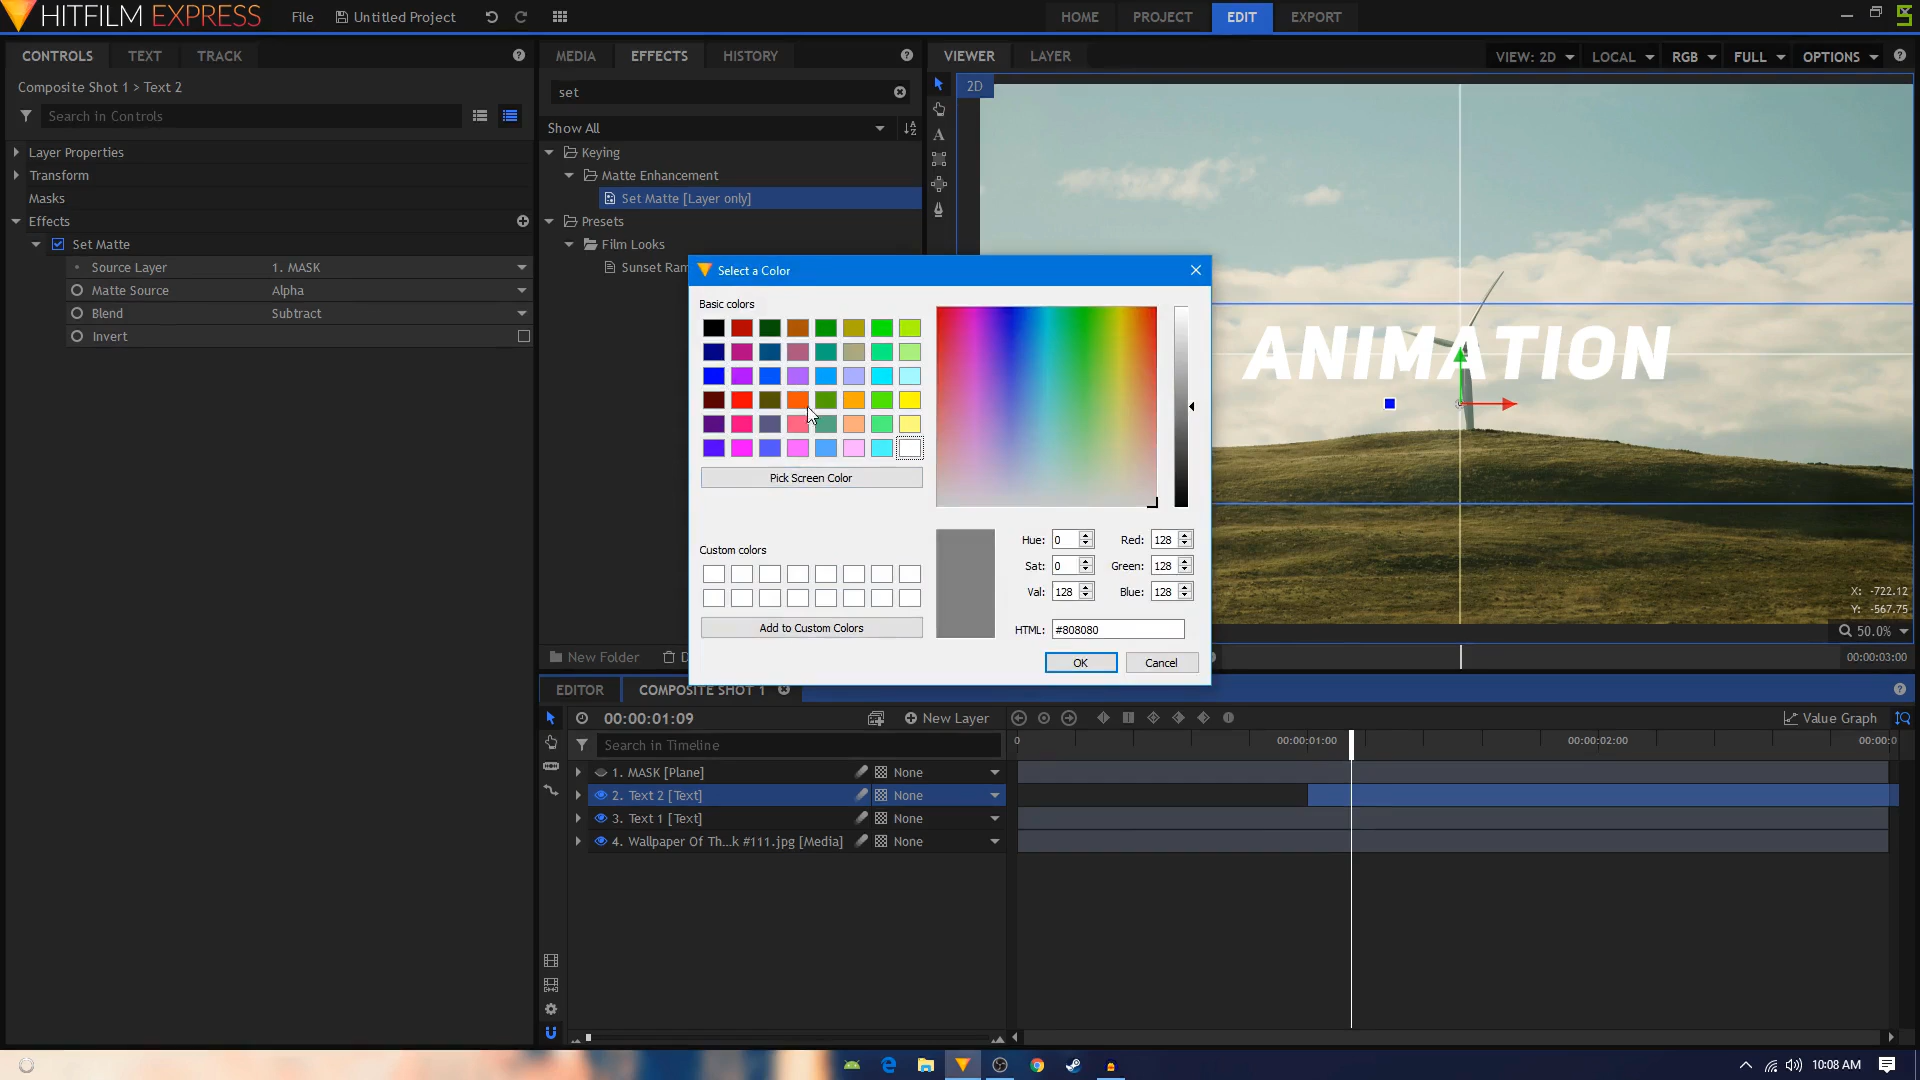 HITFILM EXPRESS
File
Untitled Project
HOME
PROJECT
EDIT
EXPORT
CONTROLS
TEXT
TRACK
MEDIA
EFFECTS
HISTORY
VIEWER
LAYER
VIEW: 2D
LOCAL
RGB
FULL
OPTIONS
Composite Shot 1 > Text 2
Search in Controls
Layer Properties
Transform
Masks
Effects
Set Matte
Source Layer
1. MASK
Matte Source
Alpha
Blend
Subtract
Invert
set
Show All
Keying
Matte Enhancement
Set Matte [Layer only]
Presets
Film Looks
Sunset Ram
New Folder
2D
ANIMATION
X: -722.12
Y: -567.75
50.0%
00:00:03:00
Select a Color
Basic colors
Pick Screen Color
Custom colors
Add to Custom Colors
Hue: 0
Red: 128
Sat: 0
Green: 128
Val: 128
Blue: 128
HTML: #808080
OK
Cancel
EDITOR
COMPOSITE SHOT 1
00:00:01:09
New Layer
Value Graph
Search in Timeline
0
00:00:01:00
00:00:02:00
00:00:0
1. MASK [Plane]
None
2. Text 2 [Text]
None
3. Text 1 [Text]
None
4. Wallpaper Of Th...k #111.jpg [Media]
None
10:08 AM